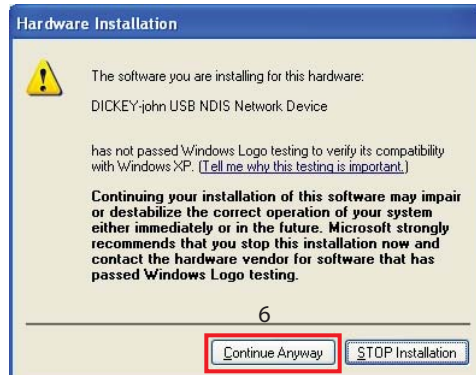 Hardware Installation
The software you are installing for this hardware:
DICKEY-john USB NDIS Network Device
has not passed Windows Logo testing to verify its compatibility
with Windows XP. (Tell me why this testing is important.)
Continuing your installation of this software may impair
or destabilize the correct operation of your system
either immediately or in the future. Microsoft strongly
recommends that you stop this installation now and
contact the hardware vendor for software that has
passed Windows Logo testing.
6
Continue Anyway STOP Installation